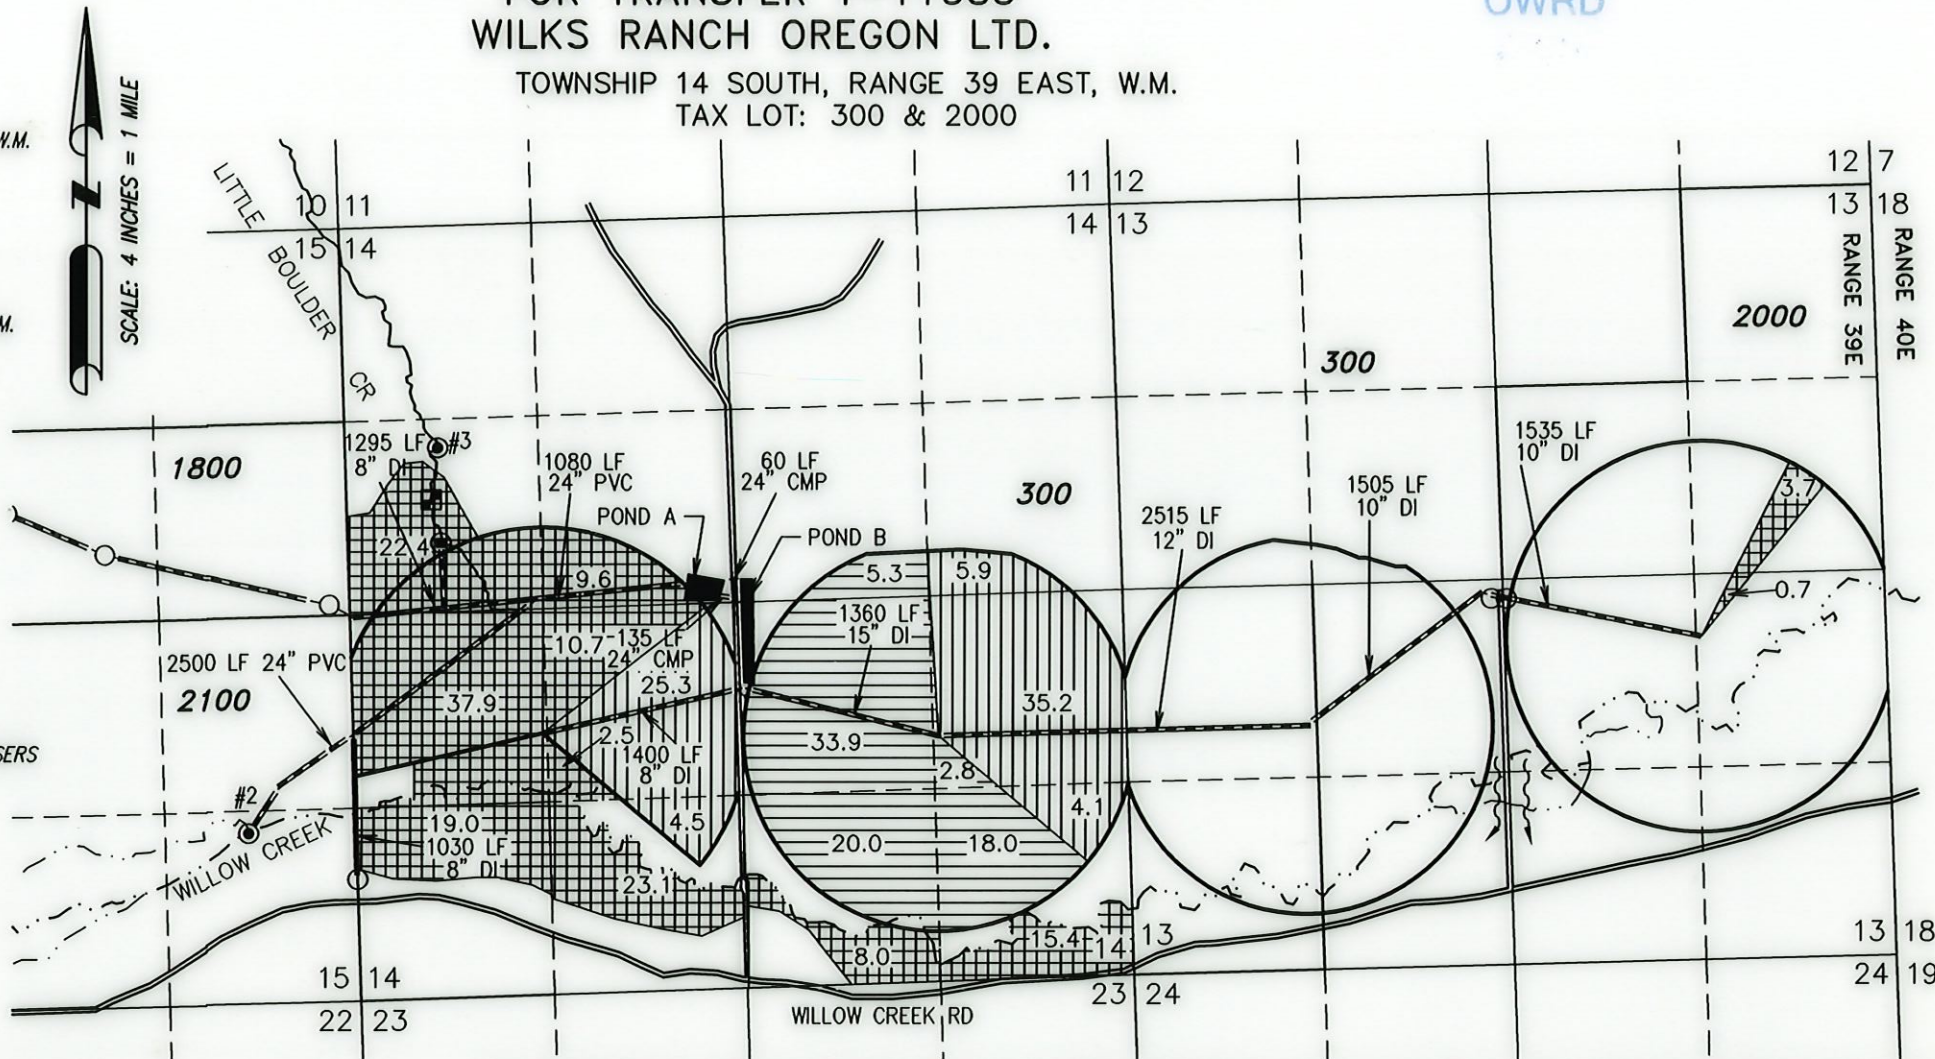 WILKS RANCH OREGON LTD.
TOWNSHIP 14 SOUTH, RANGE 39 EAST, W.M.
TAX LOT: 300 & 2000
OWRD
W.M.
M.
SERS
SCALE: 4 INCHES = 1 MILE
LITTLE
BOULDER
CR
10 11
15 14
11 12
14 13
12 7
13 18
RANGE 39E
RANGE 40E
2000
300
300
1800
2100
1295 LF
8" DI
#3
1080 LF
24" PVC
60 LF
24" CMP
POND A
POND B
1535 LF
10" DI
1505 LF
10" DI
2515 LF
12" DI
3.7
0.7
22.4
9.6
5.3
5.9
1360 LF
15" DI
10.7
135 LF
24" CMP
25.3
2500 LF 24" PVC
37.9
35.2
33.9
2.5
1400 LF
8" DI
2.8
4.1
4.5
#2
WILLOW CREEK
19.0
1030 LF
8" DI
20.0
18.0
23.1
8.0
15.4
14 13
23 24
15 14
22 23
13 18
24 19
WILLOW CREEK RD